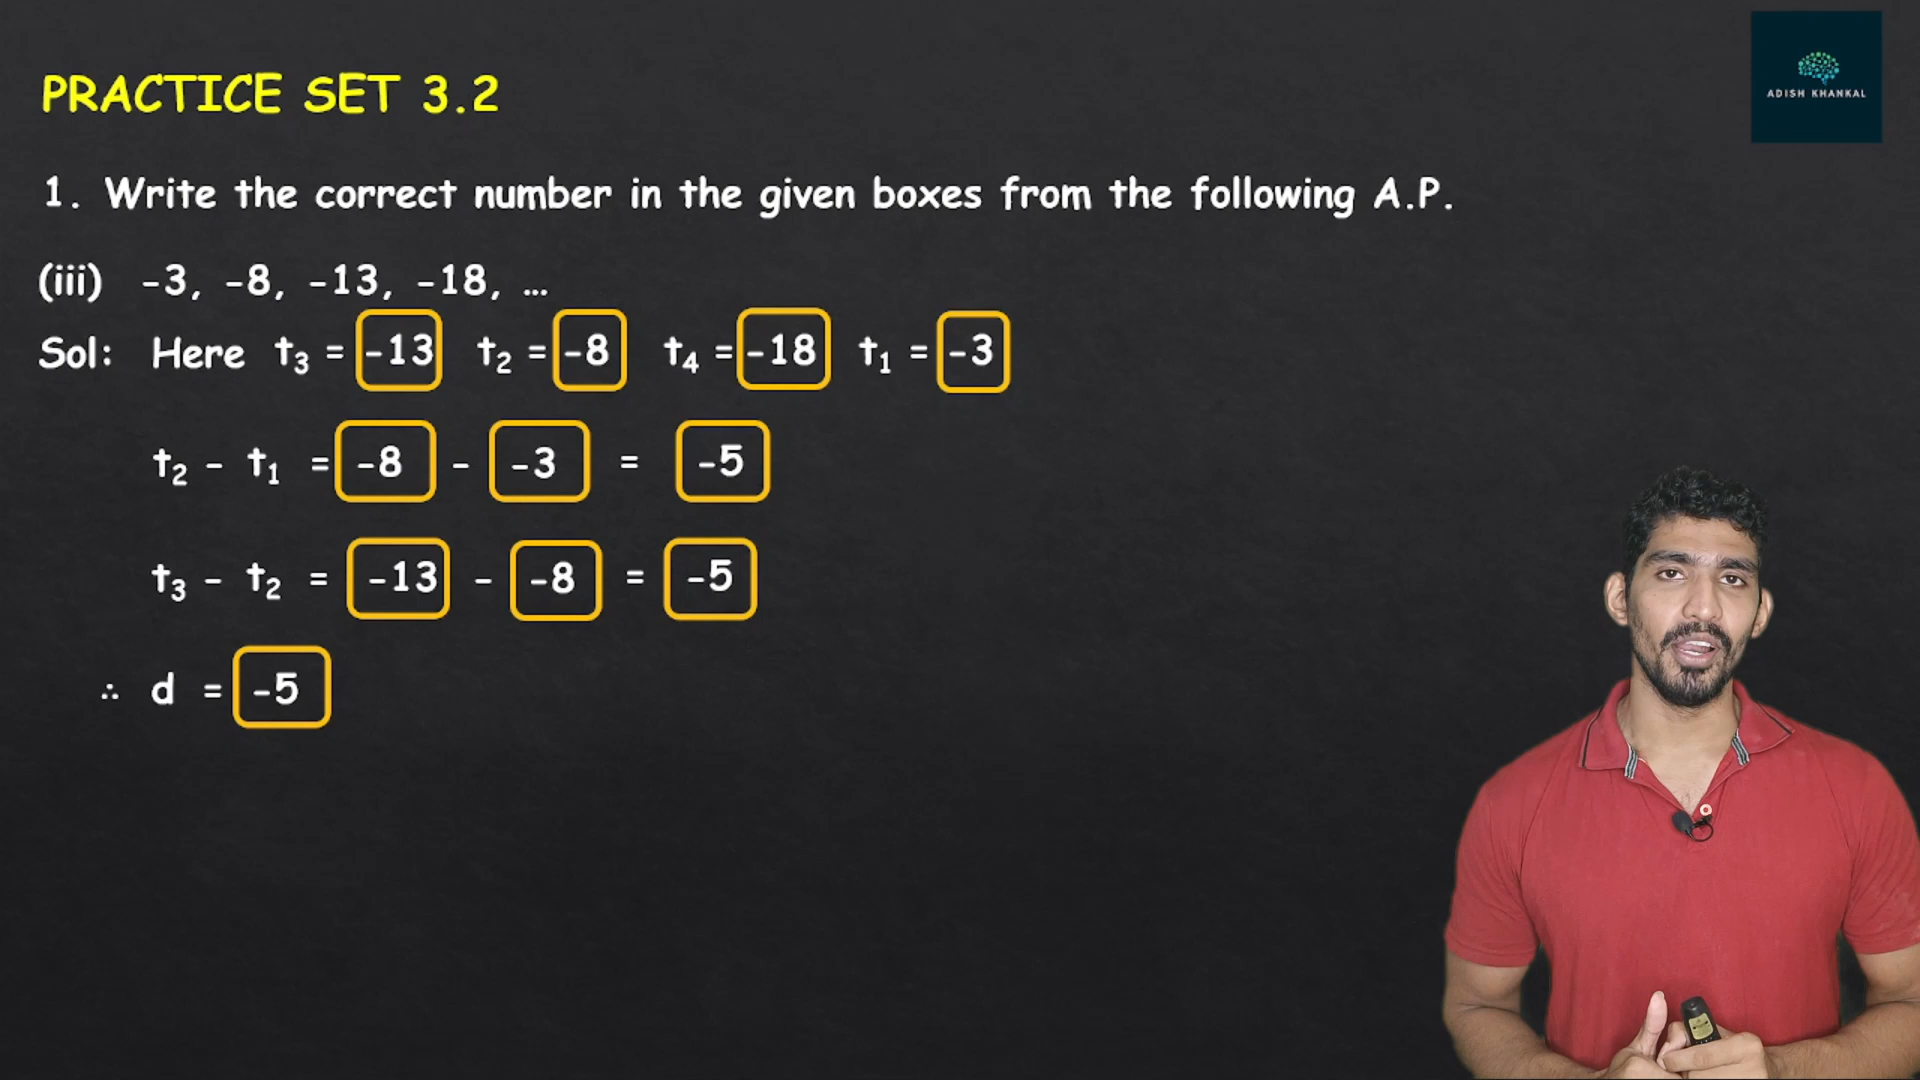 ADISH KHANKAL
PRACTICE SET 3.2
1. Write the correct number in the given boxes from the following A.P.
(iii) -3, -8, -13, -18, ...
Sol: Here t₃ = -13 t₂ = -8 t₄ = -18 t₁ = -3
t₂ - t₁ = -8 - -3 = -5
t₃ - t₂ = -13 - -8 = -5
∴ d = -5